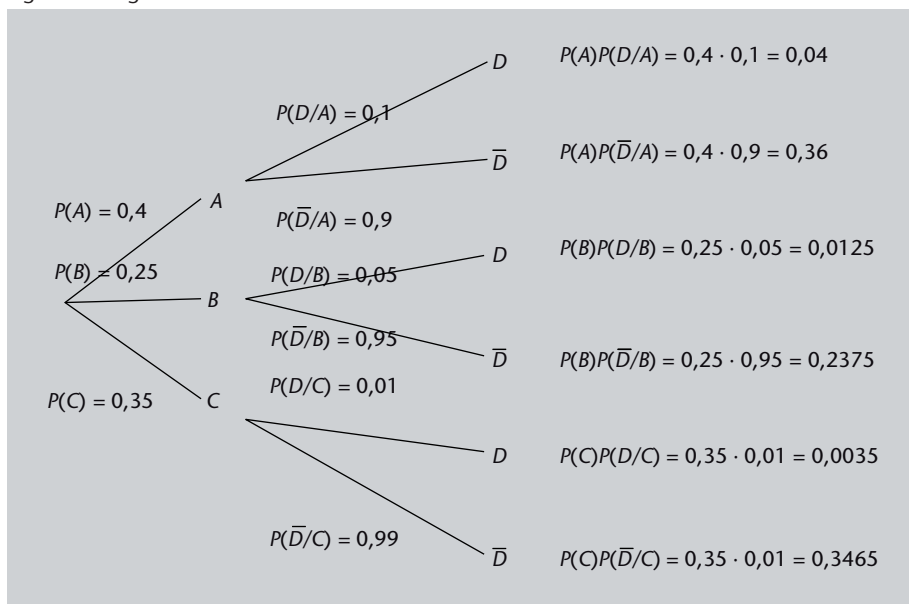 D P(A)P(D/A) = 0,4 · 0,1 = 0,04
P(D/A) = 0,1
D̅ P(A)P(D̅/A) = 0,4 · 0,9 = 0,36
P(A) = 0,4 A
P(D̅/A) = 0,9
D P(B)P(D/B) = 0,25 · 0,05 = 0,0125
P(B) = 0,25 P(D/B) = 0,05
B
P(D̅/B) = 0,95
D̅ P(B)P(D̅/B) = 0,25 · 0,95 = 0,2375
P(D/C) = 0,01
P(C) = 0,35 C
D P(C)P(D/C) = 0,35 · 0,01 = 0,0035
P(D̅/C) = 0,99
D̅ P(C)P(D̅/C) = 0,35 · 0,01 = 0,3465